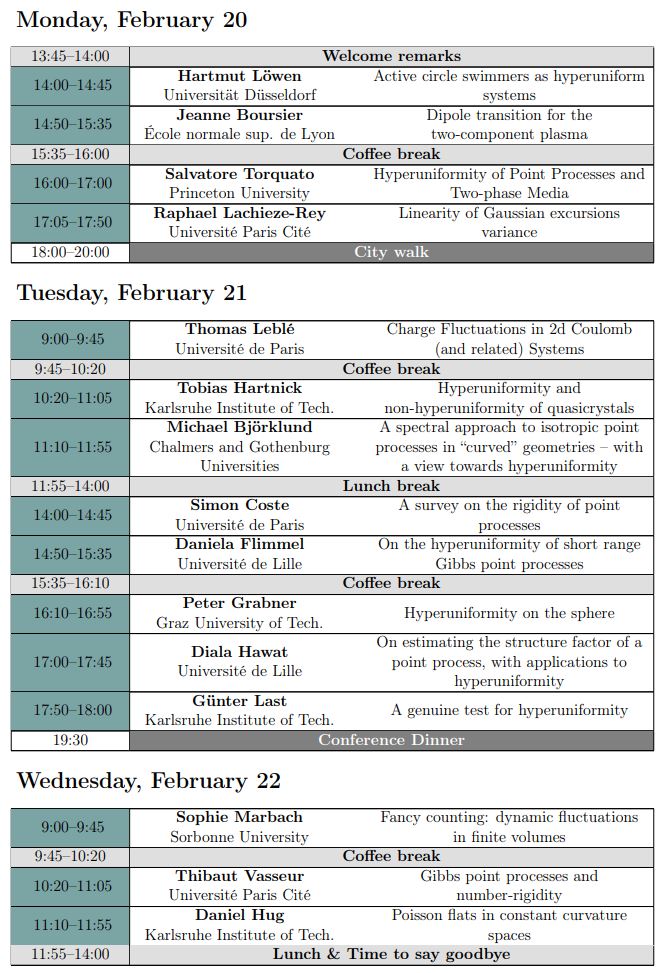 Monday, February 20
13:45–14:00 Welcome remarks
14:00–14:45 Hartmut Löwen Active circle swimmers as hyperuniform
Universität Düsseldorf systems
14:50–15:35 Jeanne Boursier Dipole transition for the
École normale sup. de Lyon two-component plasma
15:35–16:00 Coffee break
16:00–17:00 Salvatore Torquato Hyperuniformity of Point Processes and
Princeton University Two-phase Media
17:05–17:50 Raphael Lachieze-Rey Linearity of Gaussian excursions
Université Paris Cité variance
18:00–20:00 City walk
Tuesday, February 21
9:00–9:45 Thomas Leblé Charge Fluctuations in 2d Coulomb
Université de Paris (and related) Systems
9:45–10:20 Coffee break
10:20–11:05 Tobias Hartnick Hyperuniformity and
Karlsruhe Institute of Tech. non-hyperuniformity of quasicrystals
Michael Björklund A spectral approach to isotropic point
11:10–11:55 Chalmers and Gothenburg processes in “curved” geometries – with
Universities a view towards hyperuniformity
11:55–14:00 Lunch break
14:00–14:45 Simon Coste A survey on the rigidity of point
Université de Paris processes
14:50–15:35 Daniela Flimmel On the hyperuniformity of short range
Université de Lille Gibbs point processes
15:35–16:10 Coffee break
16:10–16:55 Peter Grabner Hyperuniformity on the sphere
Graz University of Tech.
17:00–17:45 Diala Hawat On estimating the structure factor of a
Université de Lille point process, with applications to
hyperuniformity
17:50–18:00 Günter Last A genuine test for hyperuniformity
Karlsruhe Institute of Tech.
19:30 Conference Dinner
Wednesday, February 22
9:00–9:45 Sophie Marbach Fancy counting: dynamic fluctuations
Sorbonne University in finite volumes
9:45–10:20 Coffee break
10:20–11:05 Thibaut Vasseur Gibbs point processes and
Université Paris Cité number-rigidity
11:10–11:55 Daniel Hug Poisson flats in constant curvature
Karlsruhe Institute of Tech. spaces
11:55–14:00 Lunch & Time to say goodbye